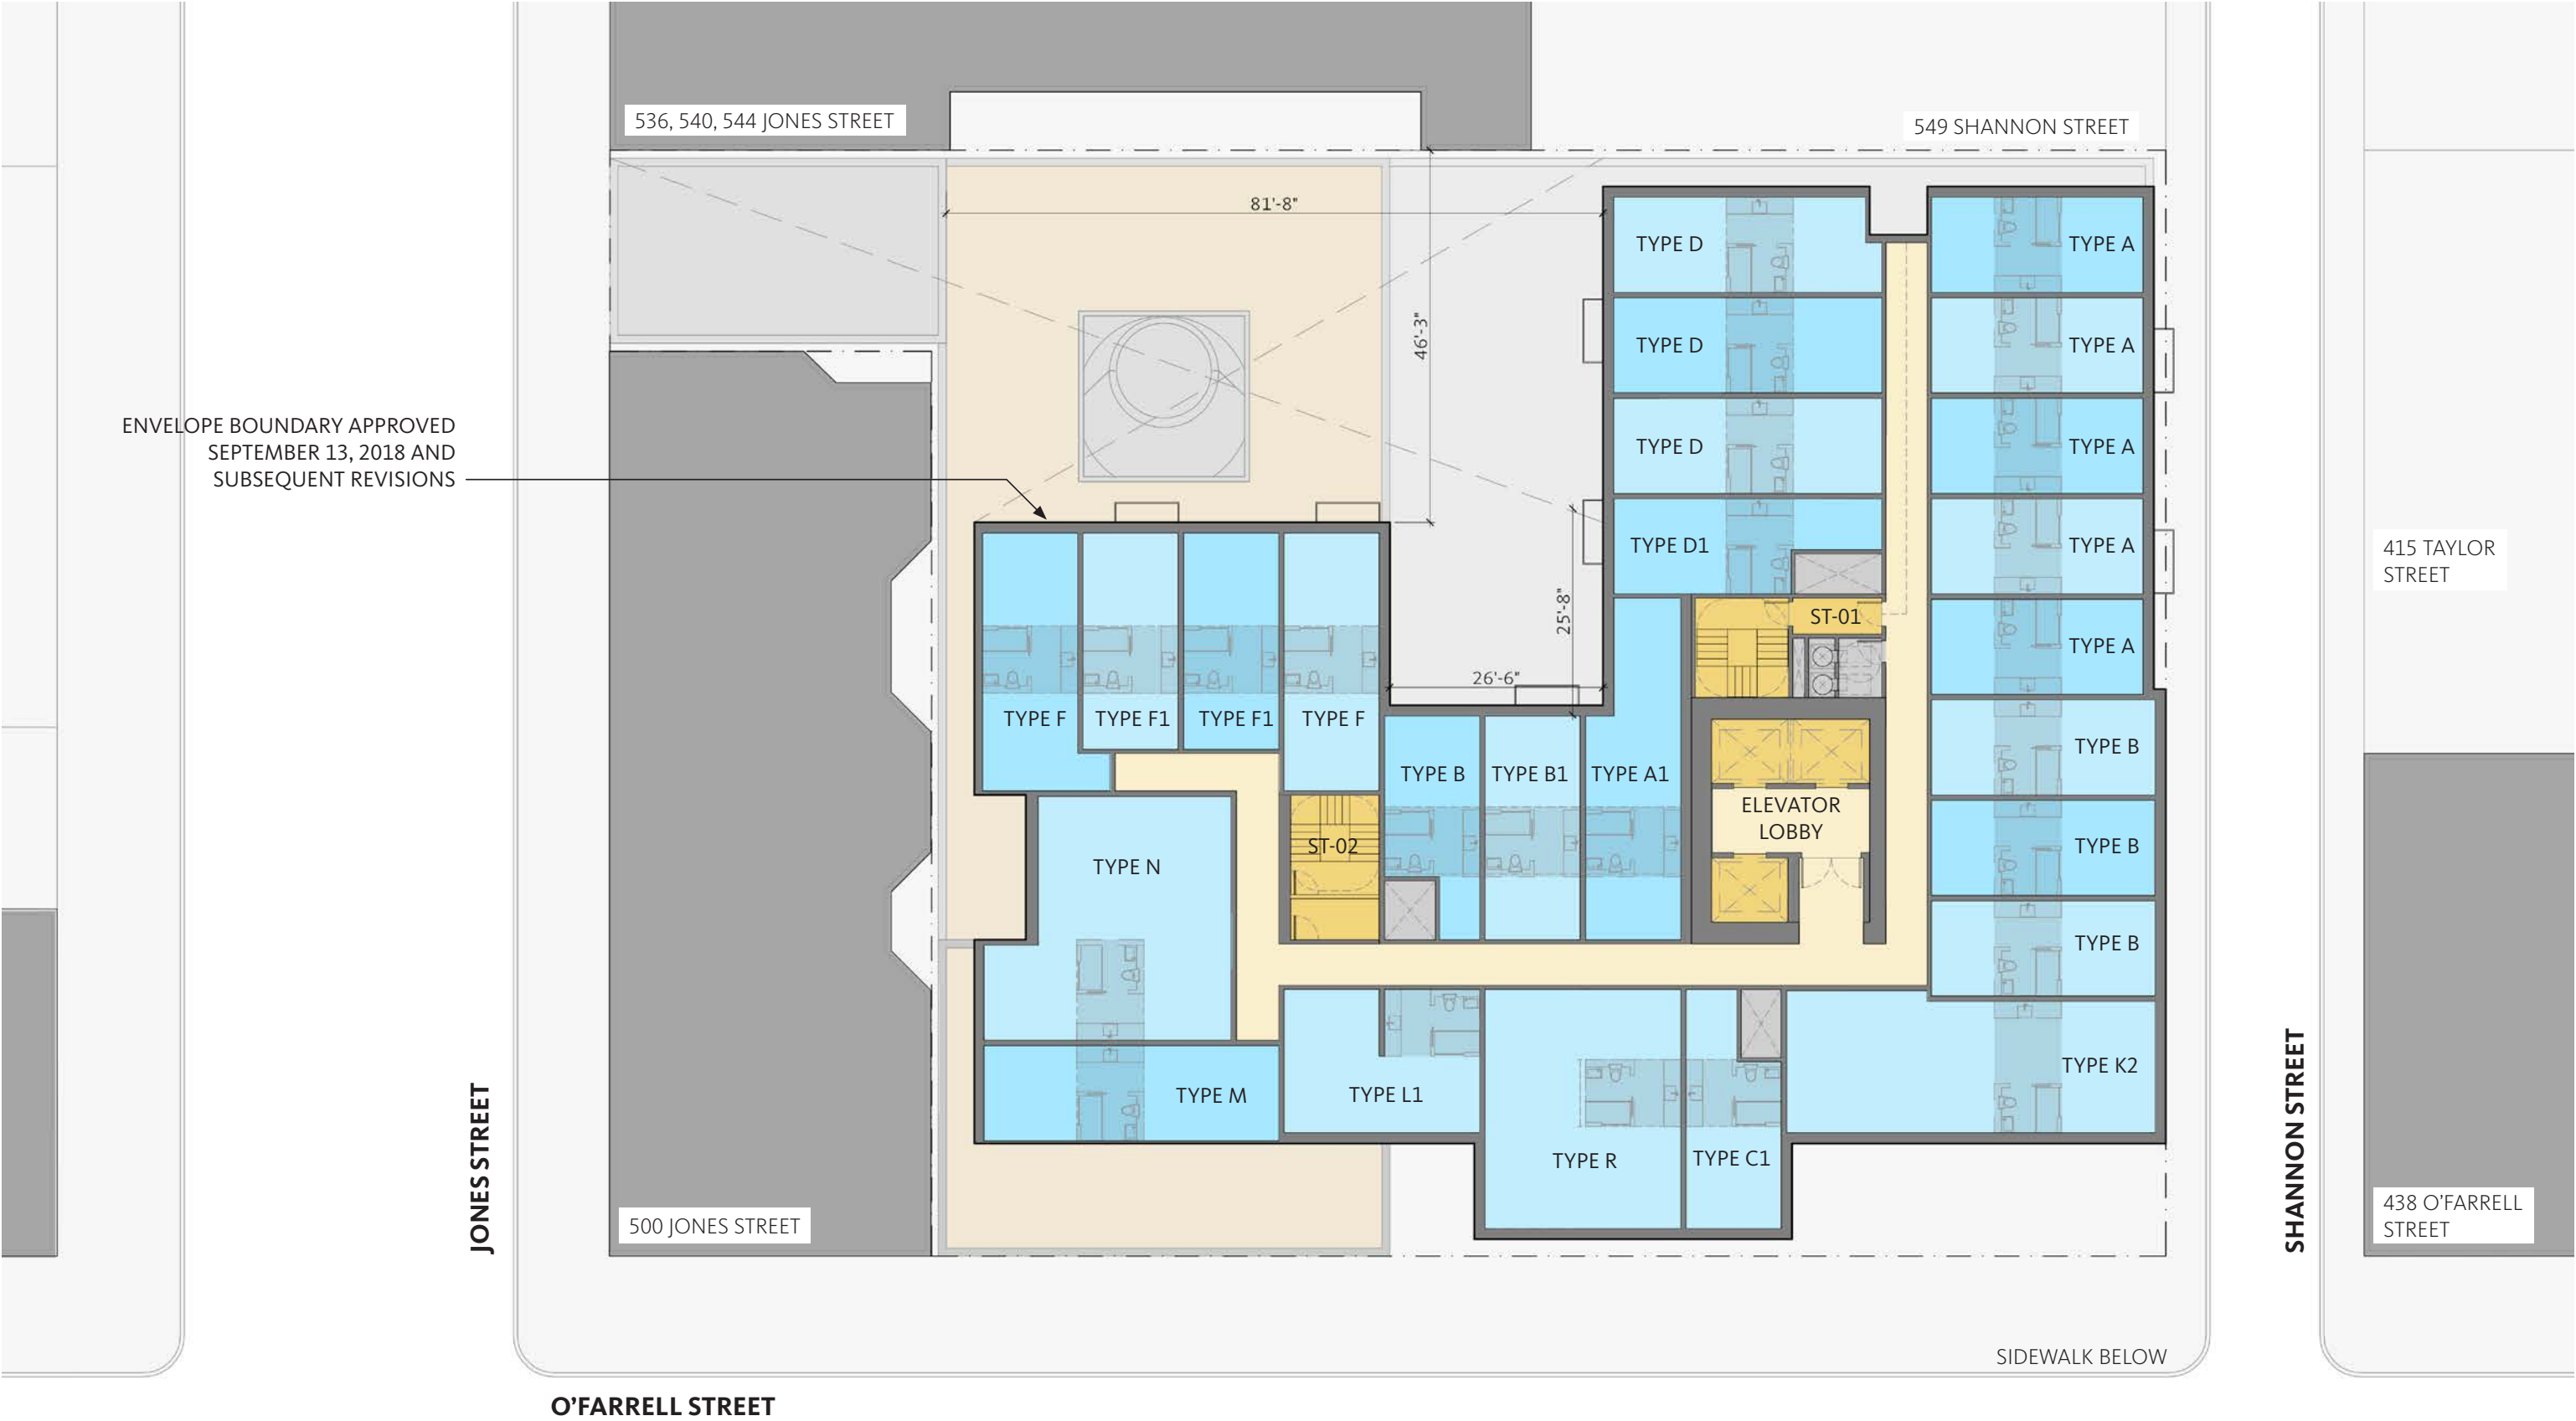 536, 540, 544 JONES STREET
549 SHANNON STREET
81'-8"
TYPE D
TYPE A
46'-3"
TYPE D
TYPE A
ENVELOPE BOUNDARY APPROVED
SEPTEMBER 13, 2018 AND
SUBSEQUENT REVISIONS
TYPE D
TYPE A
TYPE D1
TYPE A
415 TAYLOR
STREET
25'-8"
ST-01
TYPE A
26'-6"
TYPE F
TYPE F1
TYPE F1
TYPE F
TYPE B
TYPE B
TYPE B1
TYPE A1
ELEVATOR
LOBBY
ST-02
TYPE B
TYPE N
TYPE B
TYPE K2
TYPE M
TYPE L1
TYPE R
TYPE C1
JONES STREET
SHANNON STREET
500 JONES STREET
438 O'FARRELL
STREET
SIDEWALK BELOW
O'FARRELL STREET